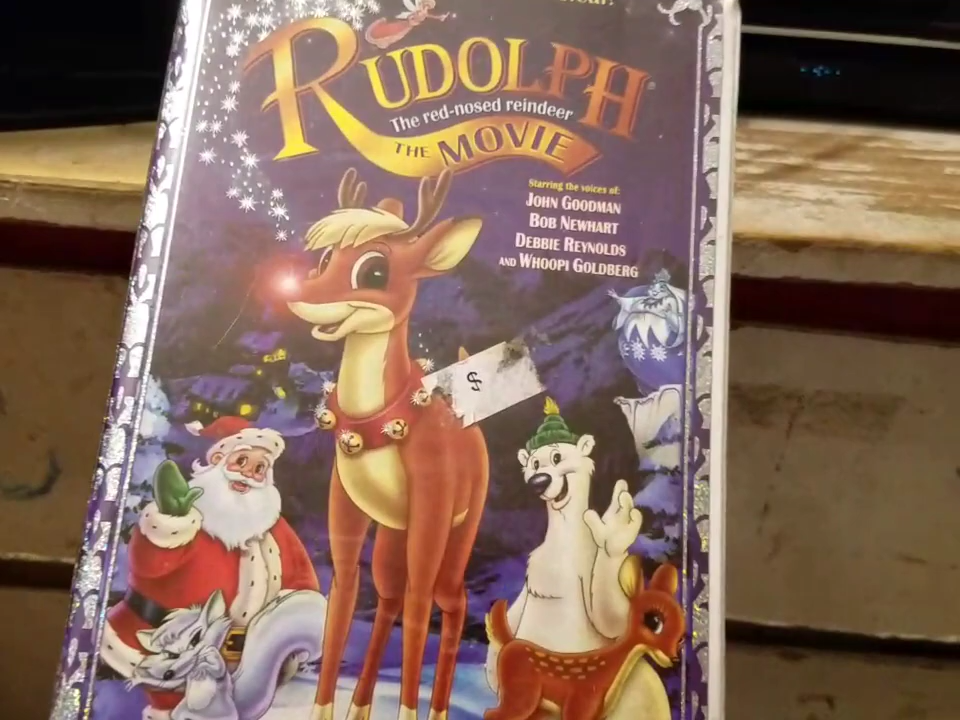 RUDOLPH®
The red-nosed reindeer
THE MOVIE
Starring the voices of:
JOHN GOODMAN
BOB NEWHART
DEBBIE REYNOLDS
AND WHOOPI GOLDBERG
$